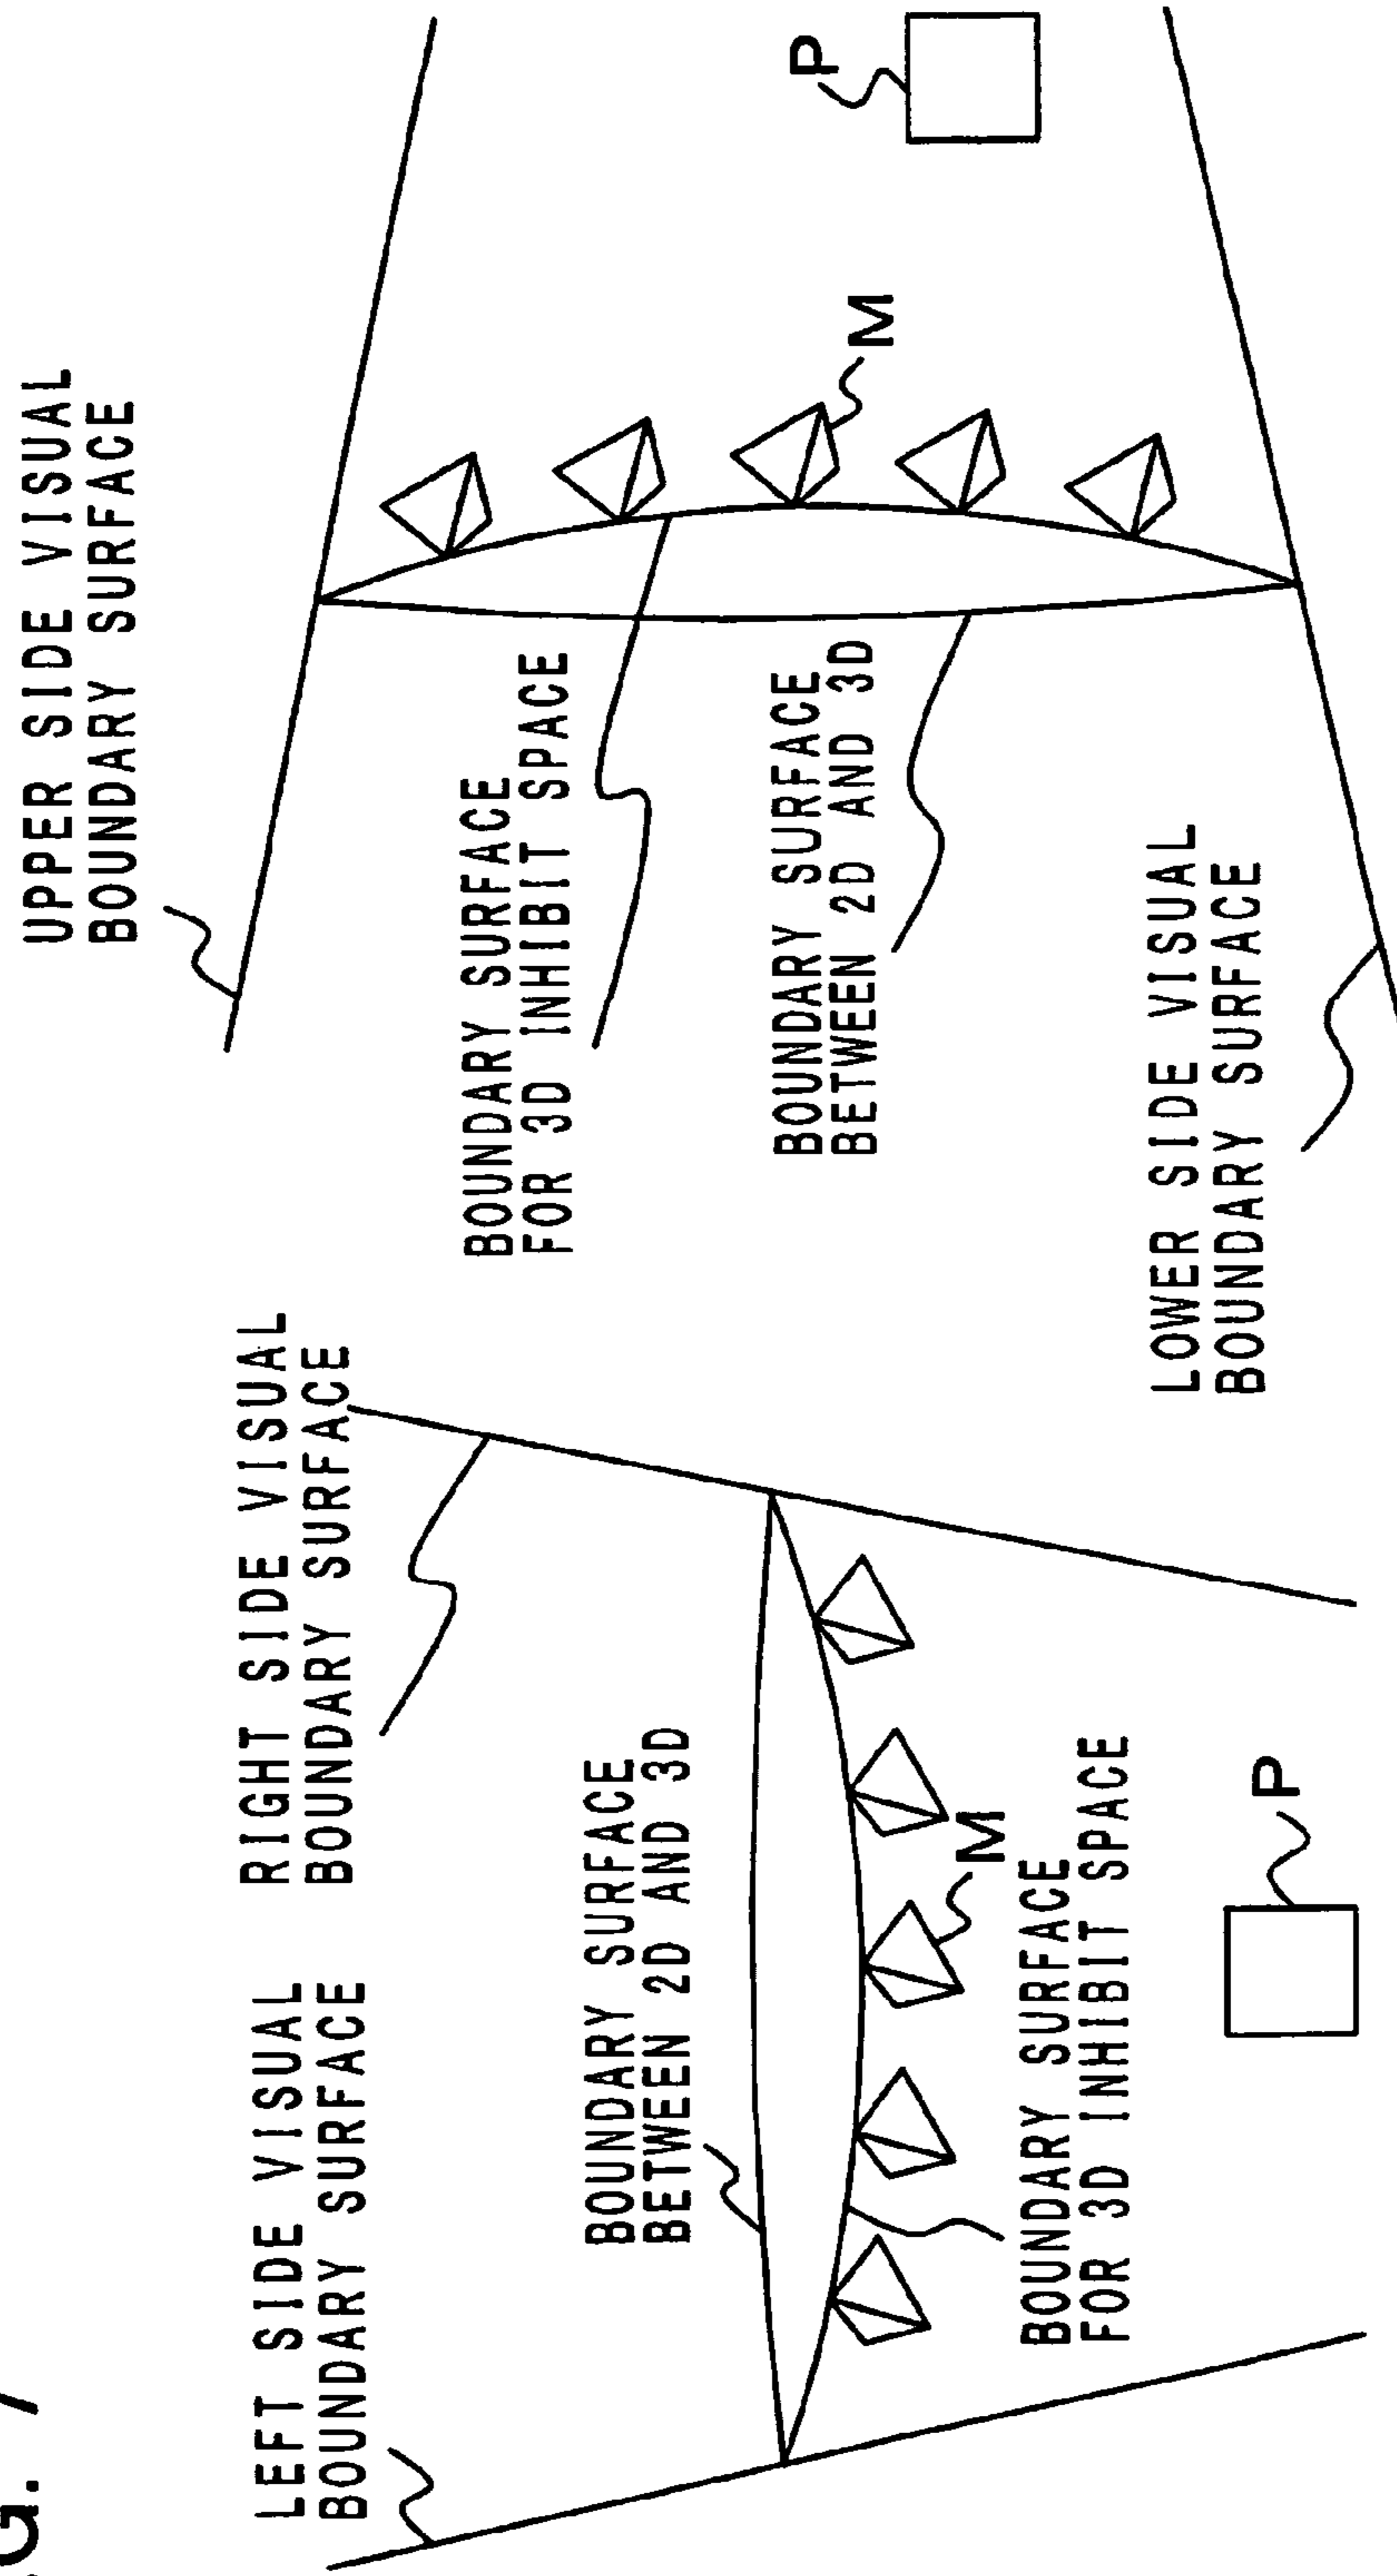 LEFT SIDE VISUAL
BOUNDARY SURFACE
RIGHT SIDE VISUAL
BOUNDARY SURFACE
BOUNDARY SURFACE
BETWEEN 2D AND 3D
M
BOUNDARY SURFACE
FOR 3D INHIBIT SPACE
P
UPPER SIDE VISUAL
BOUNDARY SURFACE
BOUNDARY SURFACE
FOR 3D INHIBIT SPACE
BOUNDARY SURFACE
BETWEEN 2D AND 3D
P
M
LOWER SIDE VISUAL
BOUNDARY SURFACE